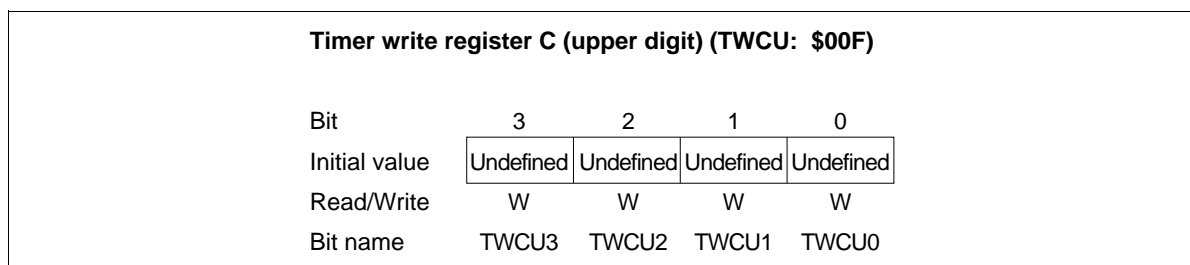 Timer write register C (upper digit) (TWCU: $00F)
Bit 3 2 1 0
Initial value Undefined Undefined Undefined Undefined
Read/Write W W W W
Bit name TWCU3 TWCU2 TWCU1 TWCU0